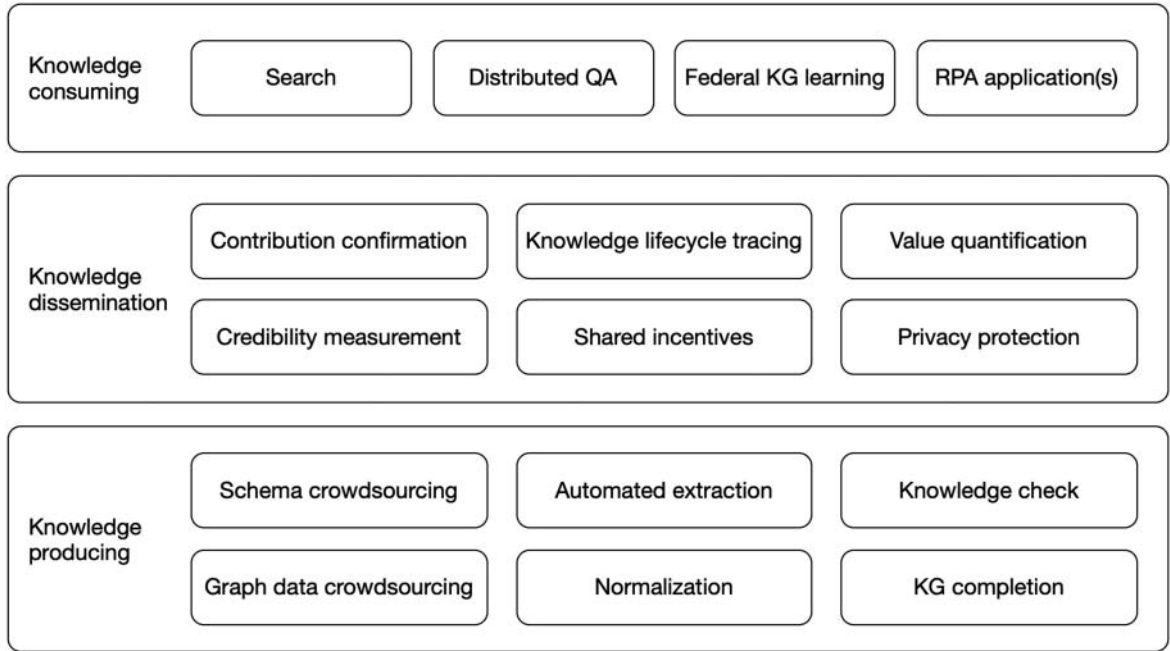 Knowledge
consuming
Search
Distributed QA
Federal KG learning
RPA application(s)
Knowledge
dissemination
Contribution confirmation
Knowledge lifecycle tracing
Value quantification
Credibility measurement
Shared incentives
Privacy protection
Knowledge
producing
Schema crowdsourcing
Automated extraction
Knowledge check
Graph data crowdsourcing
Normalization
KG completion